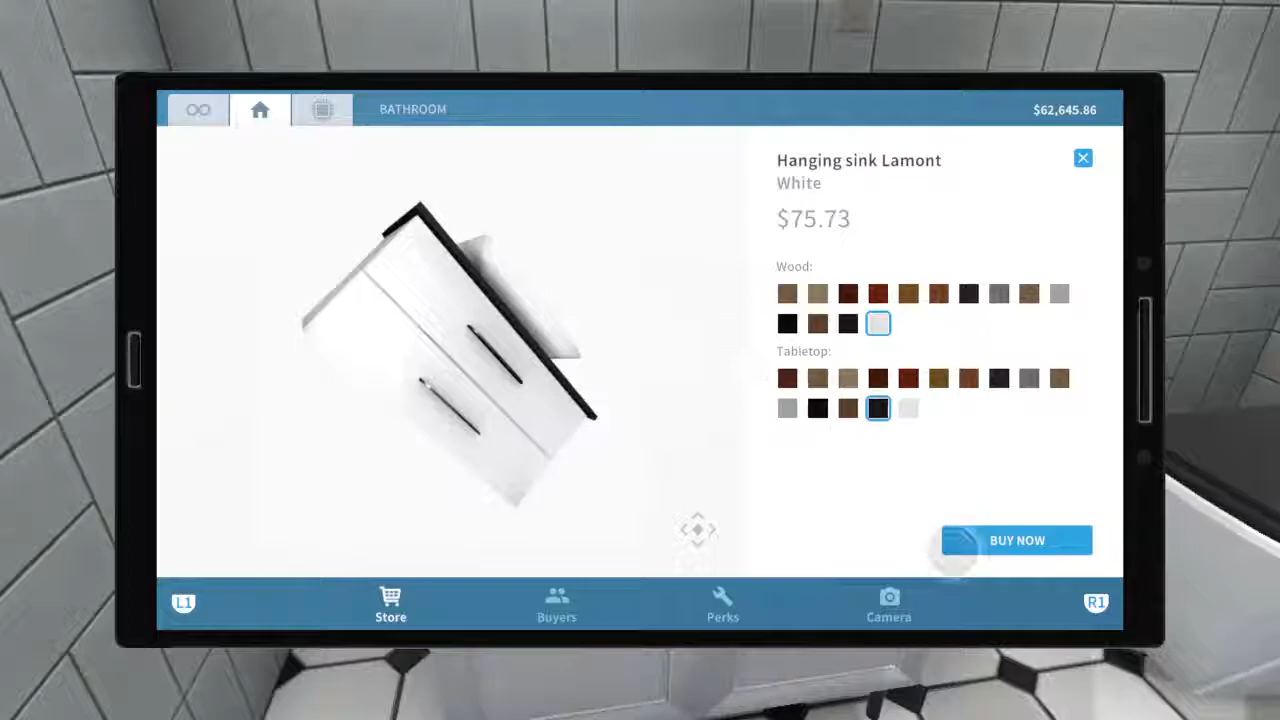 BATHROOM
$62,645.86
Hanging sink Lamont
White
$75.73
Wood:
Tabletop:
BUY NOW
L1
Store
Buyers
Perks
Camera
R1